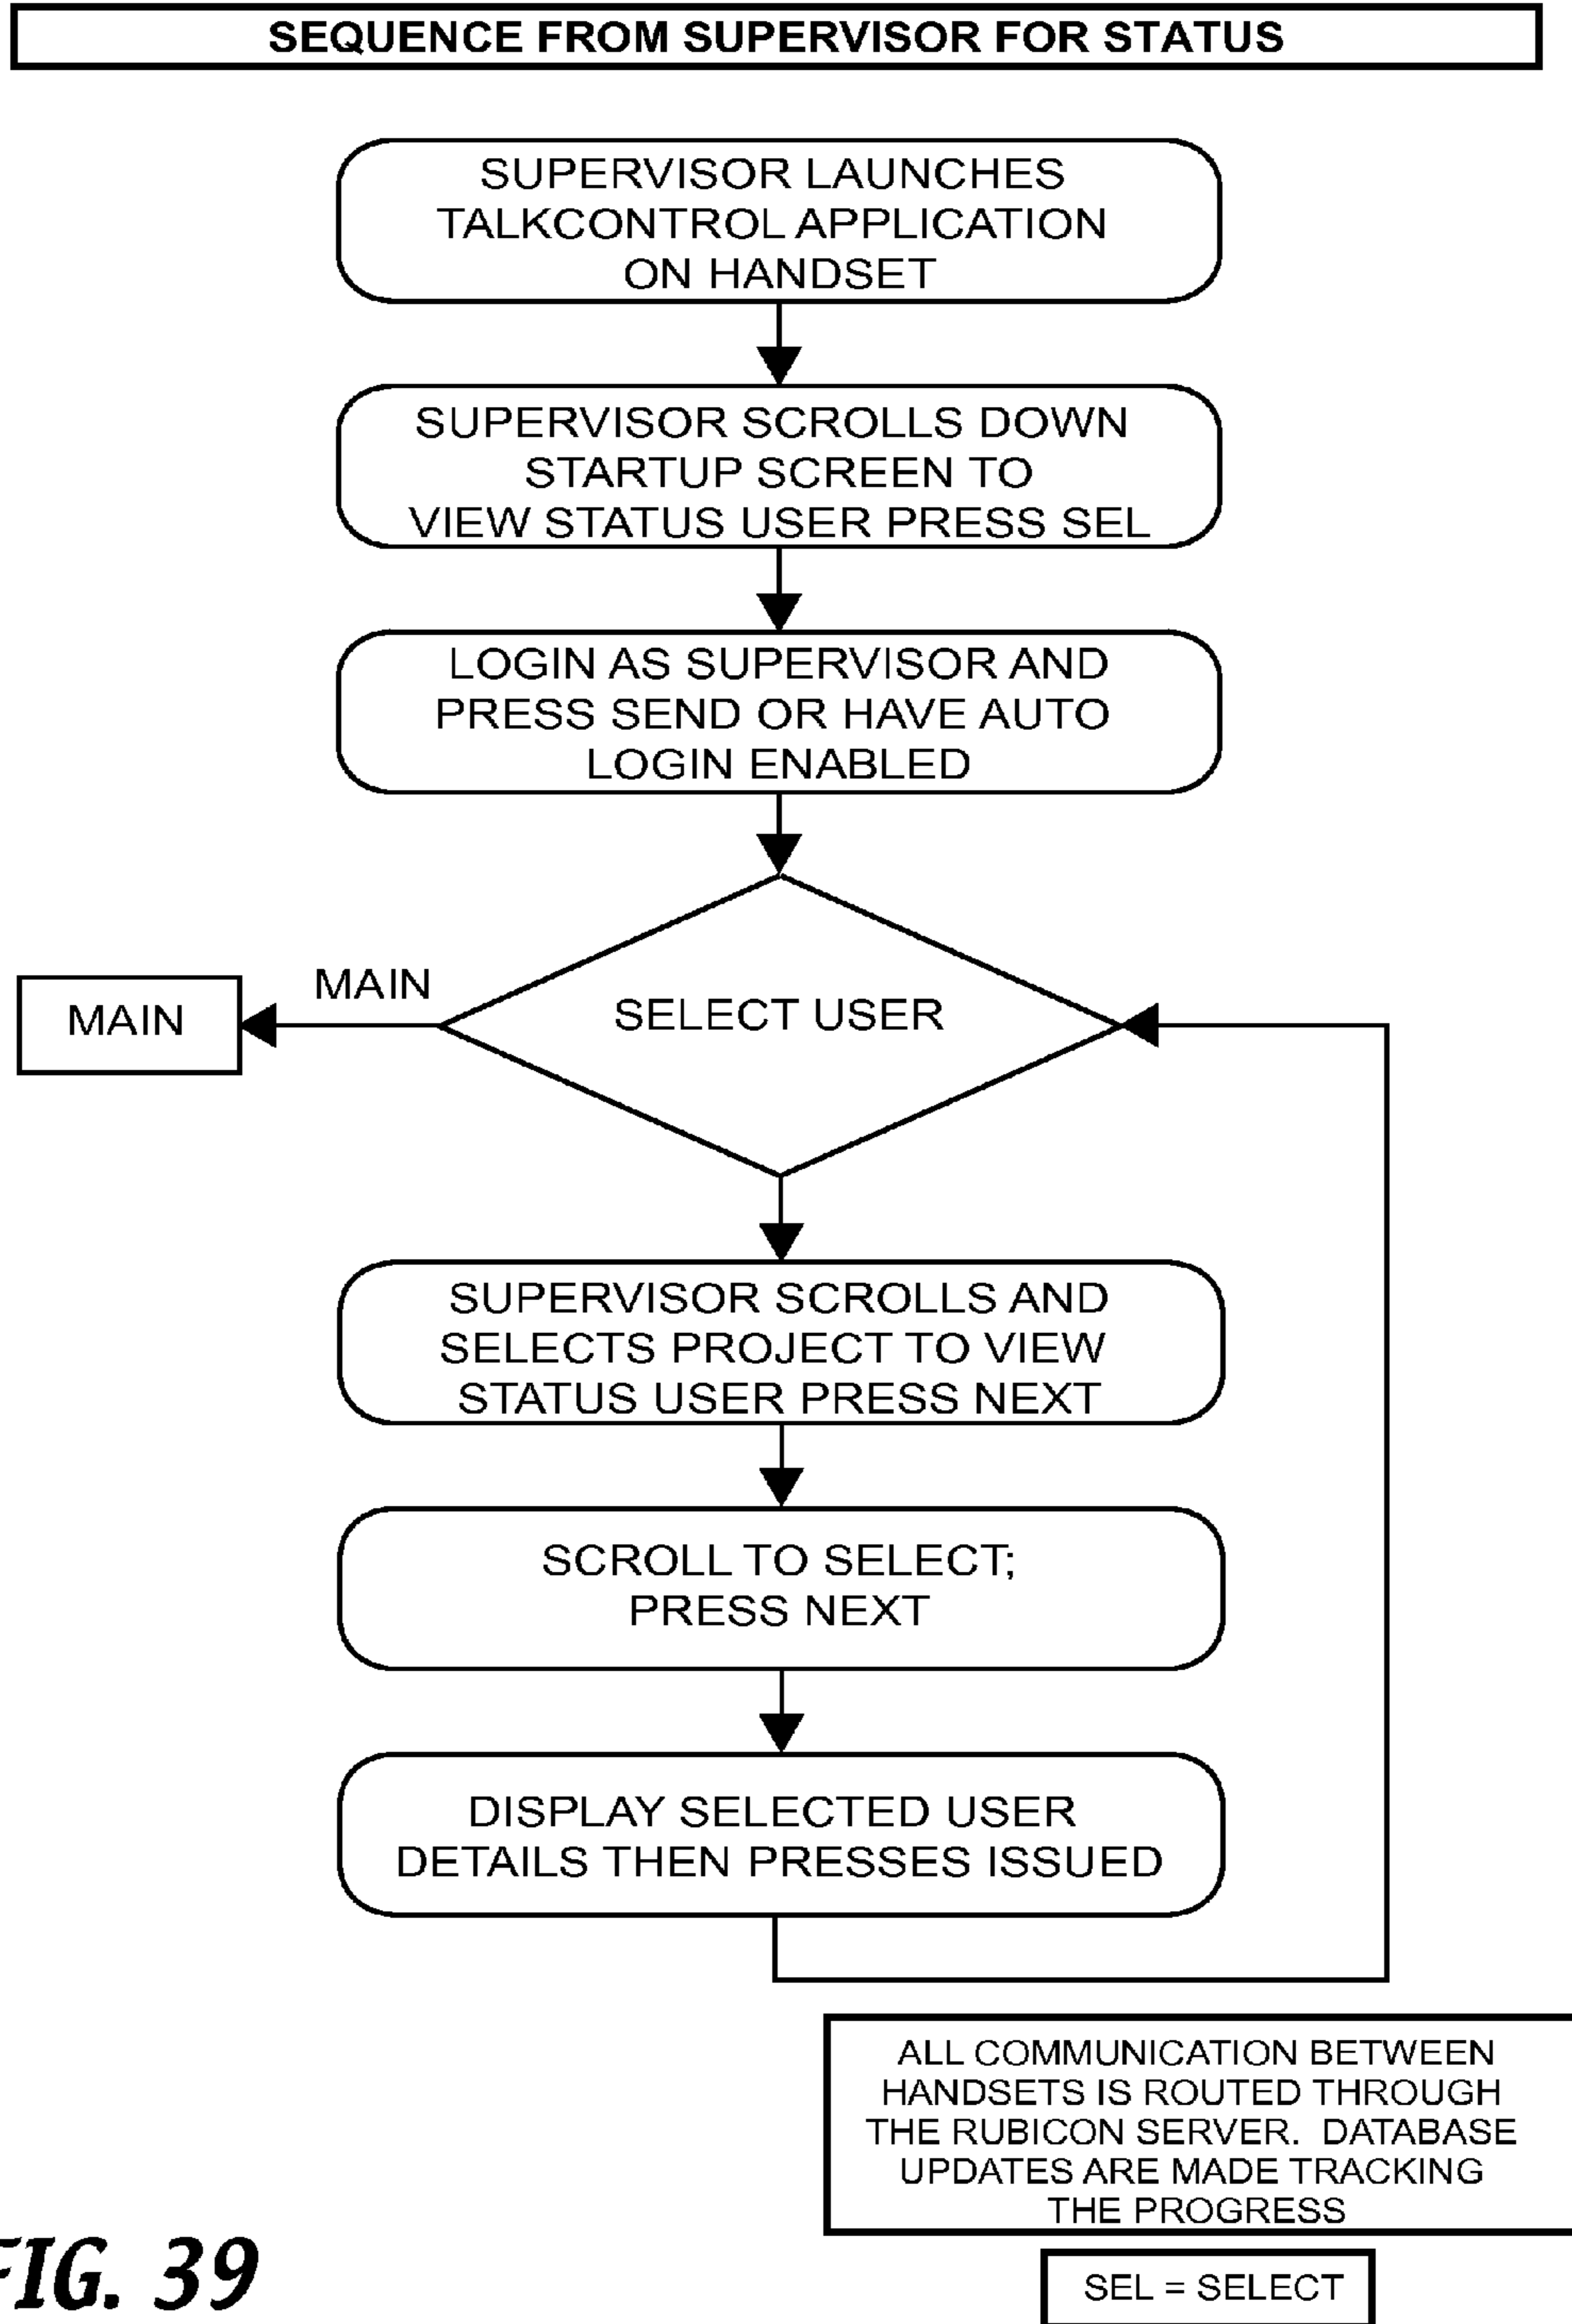 SEQUENCE FROM SUPERVISOR FOR STATUS
SUPERVISOR LAUNCHES
TALKCONTROL APPLICATION
ON HANDSET
SUPERVISOR SCROLLS DOWN
STARTUP SCREEN TO
VIEW STATUS USER PRESS SEL
LOGIN AS SUPERVISOR AND
PRESS SEND OR HAVE AUTO
LOGIN ENABLED
MAIN
MAIN
SELECT USER
SUPERVISOR SCROLLS AND
SELECTS PROJECT TO VIEW
STATUS USER PRESS NEXT
SCROLL TO SELECT;
PRESS NEXT
DISPLAY SELECTED USER
DETAILS THEN PRESSES ISSUED
ALL COMMUNICATION BETWEEN
HANDSETS IS ROUTED THROUGH
THE RUBICON SERVER. DATABASE
UPDATES ARE MADE TRACKING
THE PROGRESS
FIG. 39
SEL = SELECT